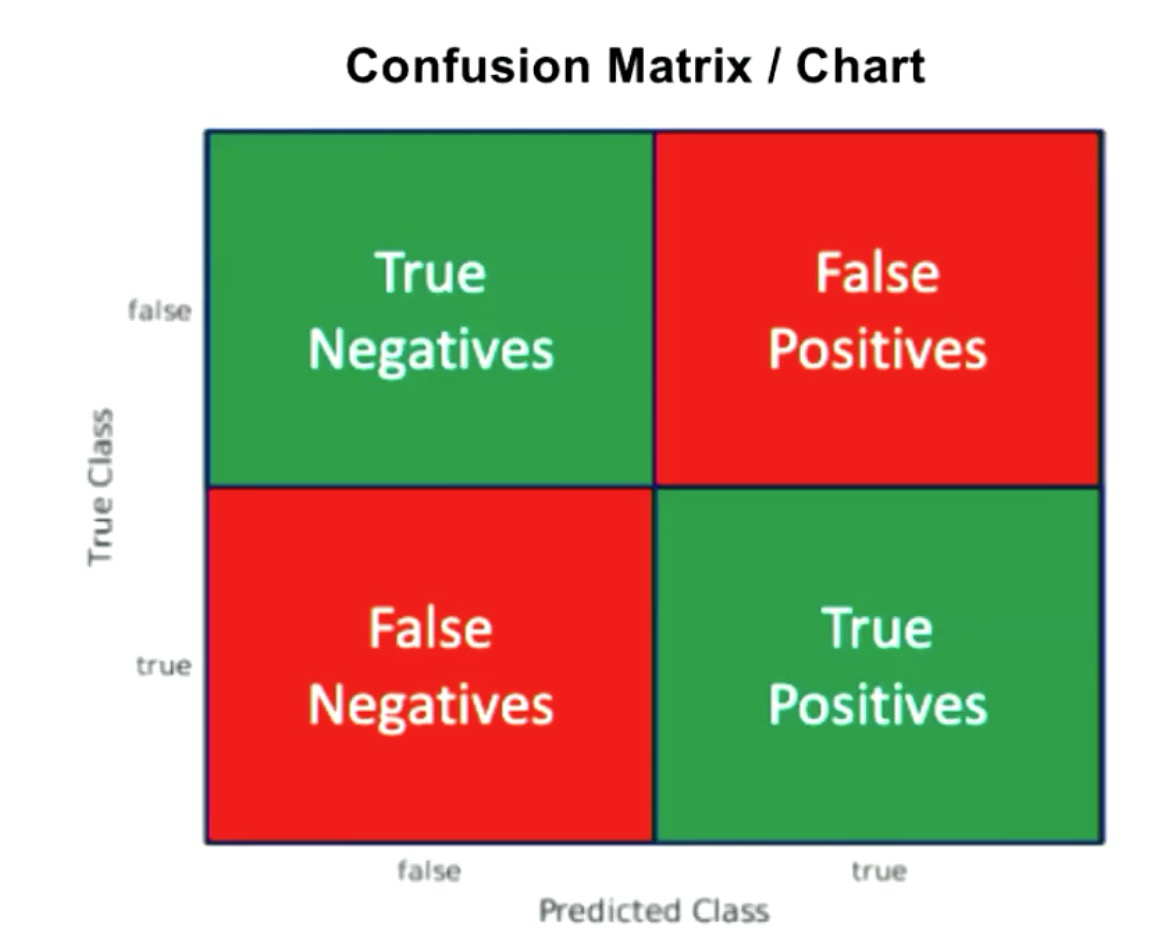 Confusion Matrix / Chart
True
Negatives
False
Positives
false
True Class
False
Negatives
True
Positives
true
false
true
Predicted Class